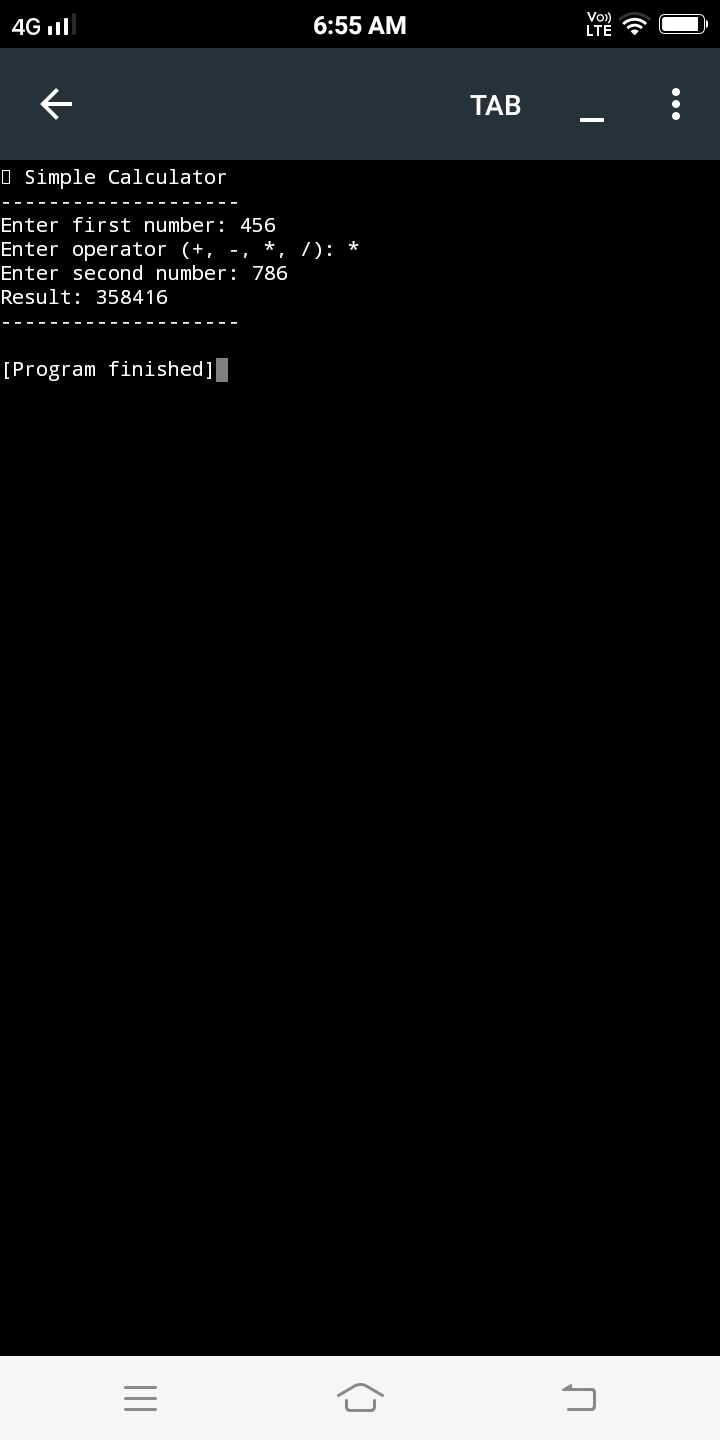 4G 6:55 AM Vo)) LTE
TAB
▯ Simple Calculator
--------------------
Enter first number: 456
Enter operator (+, -, *, /): *
Enter second number: 786
Result: 358416
--------------------
[Program finished]